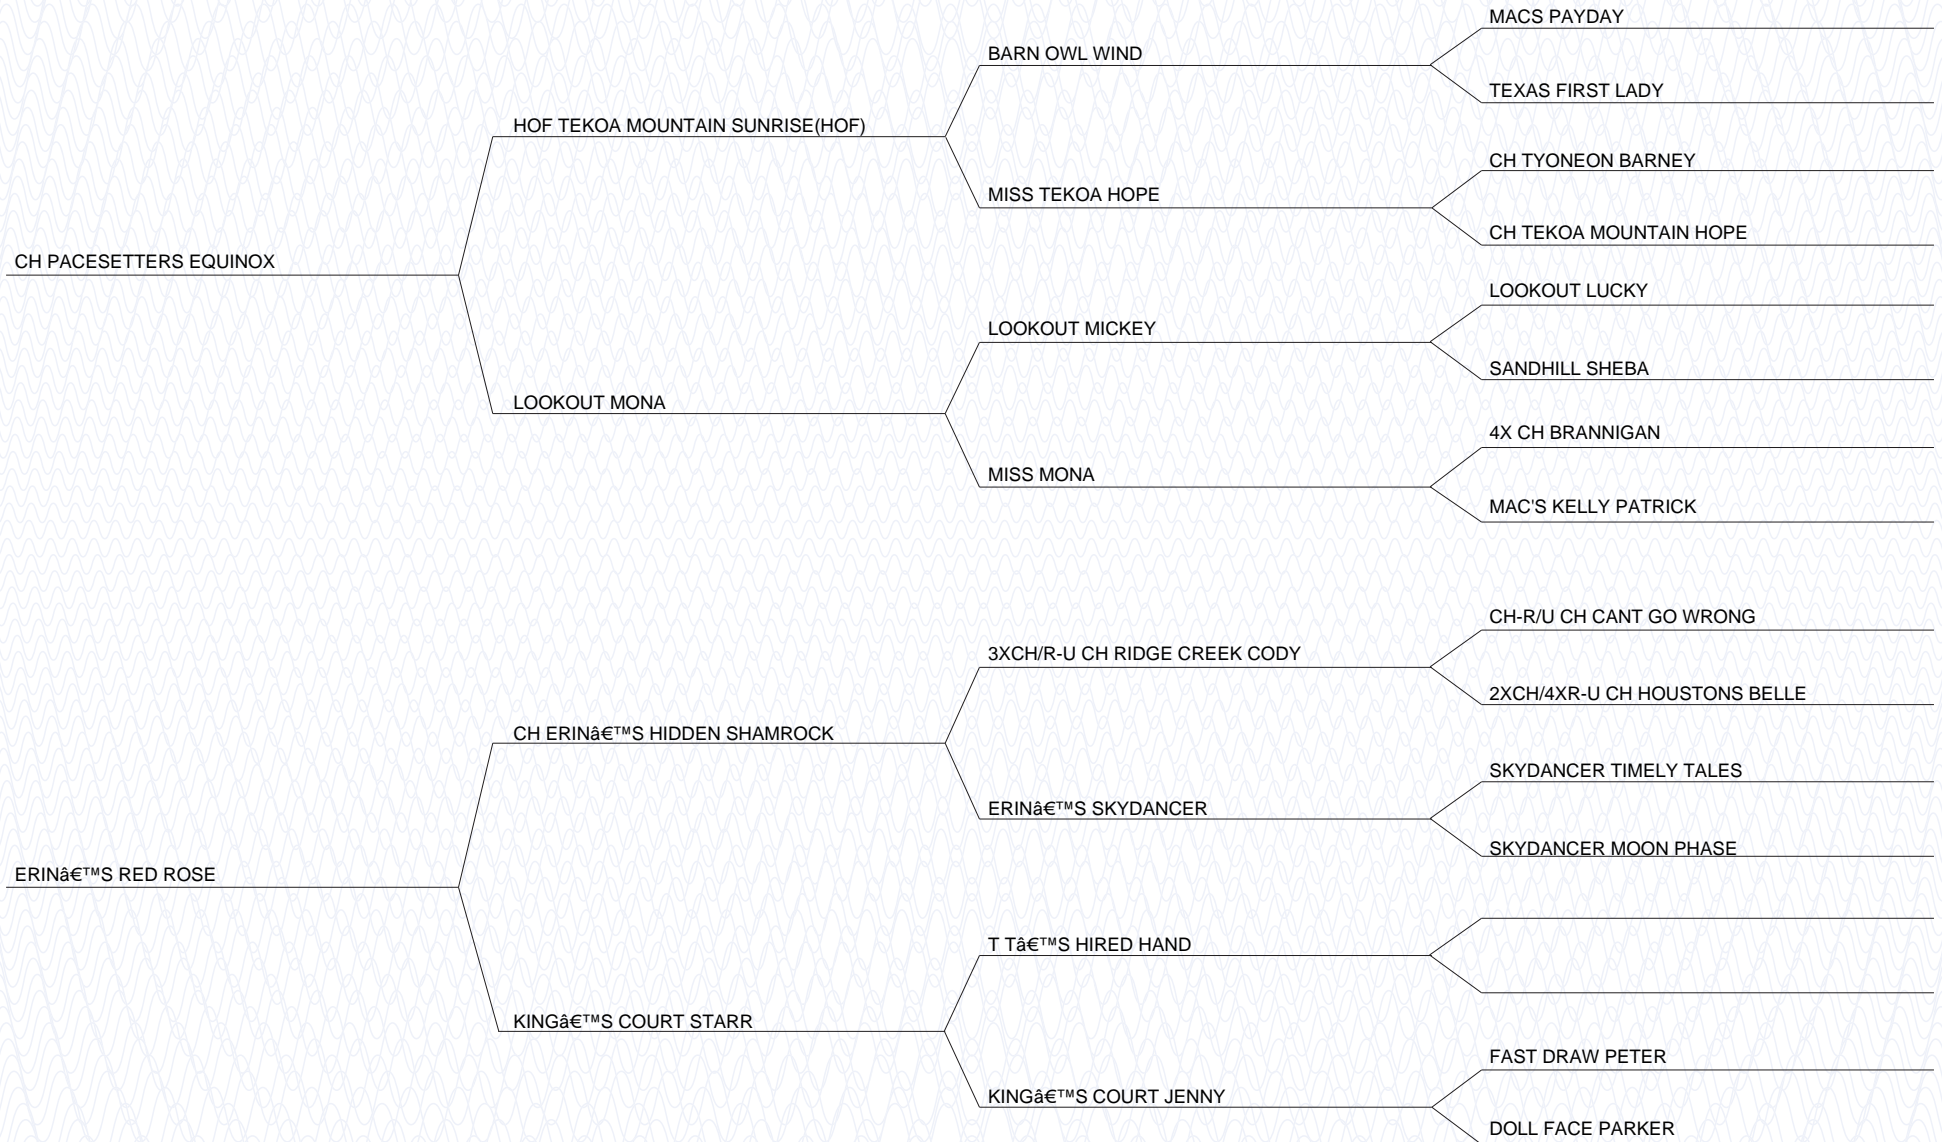 MACS PAYDAY
BARN OWL WIND
TEXAS FIRST LADY
HOF TEKOA MOUNTAIN SUNRISE(HOF)
CH TYONEON BARNEY
MISS TEKOA HOPE
CH TEKOA MOUNTAIN HOPE
CH PACESETTERS EQUINOX
LOOKOUT LUCKY
LOOKOUT MICKEY
SANDHILL SHEBA
LOOKOUT MONA
4X CH BRANNIGAN
MISS MONA
MAC'S KELLY PATRICK
CH-R/U CH CANT GO WRONG
3XCH/R-U CH RIDGE CREEK CODY
2XCH/4XR-U CH HOUSTONS BELLE
CH ERINâ€™S HIDDEN SHAMROCK
SKYDANCER TIMELY TALES
ERINâ€™S SKYDANCER
SKYDANCER MOON PHASE
ERINâ€™S RED ROSE
T Tâ€™S HIRED HAND
KINGâ€™S COURT STARR
FAST DRAW PETER
KINGâ€™S COURT JENNY
DOLL FACE PARKER